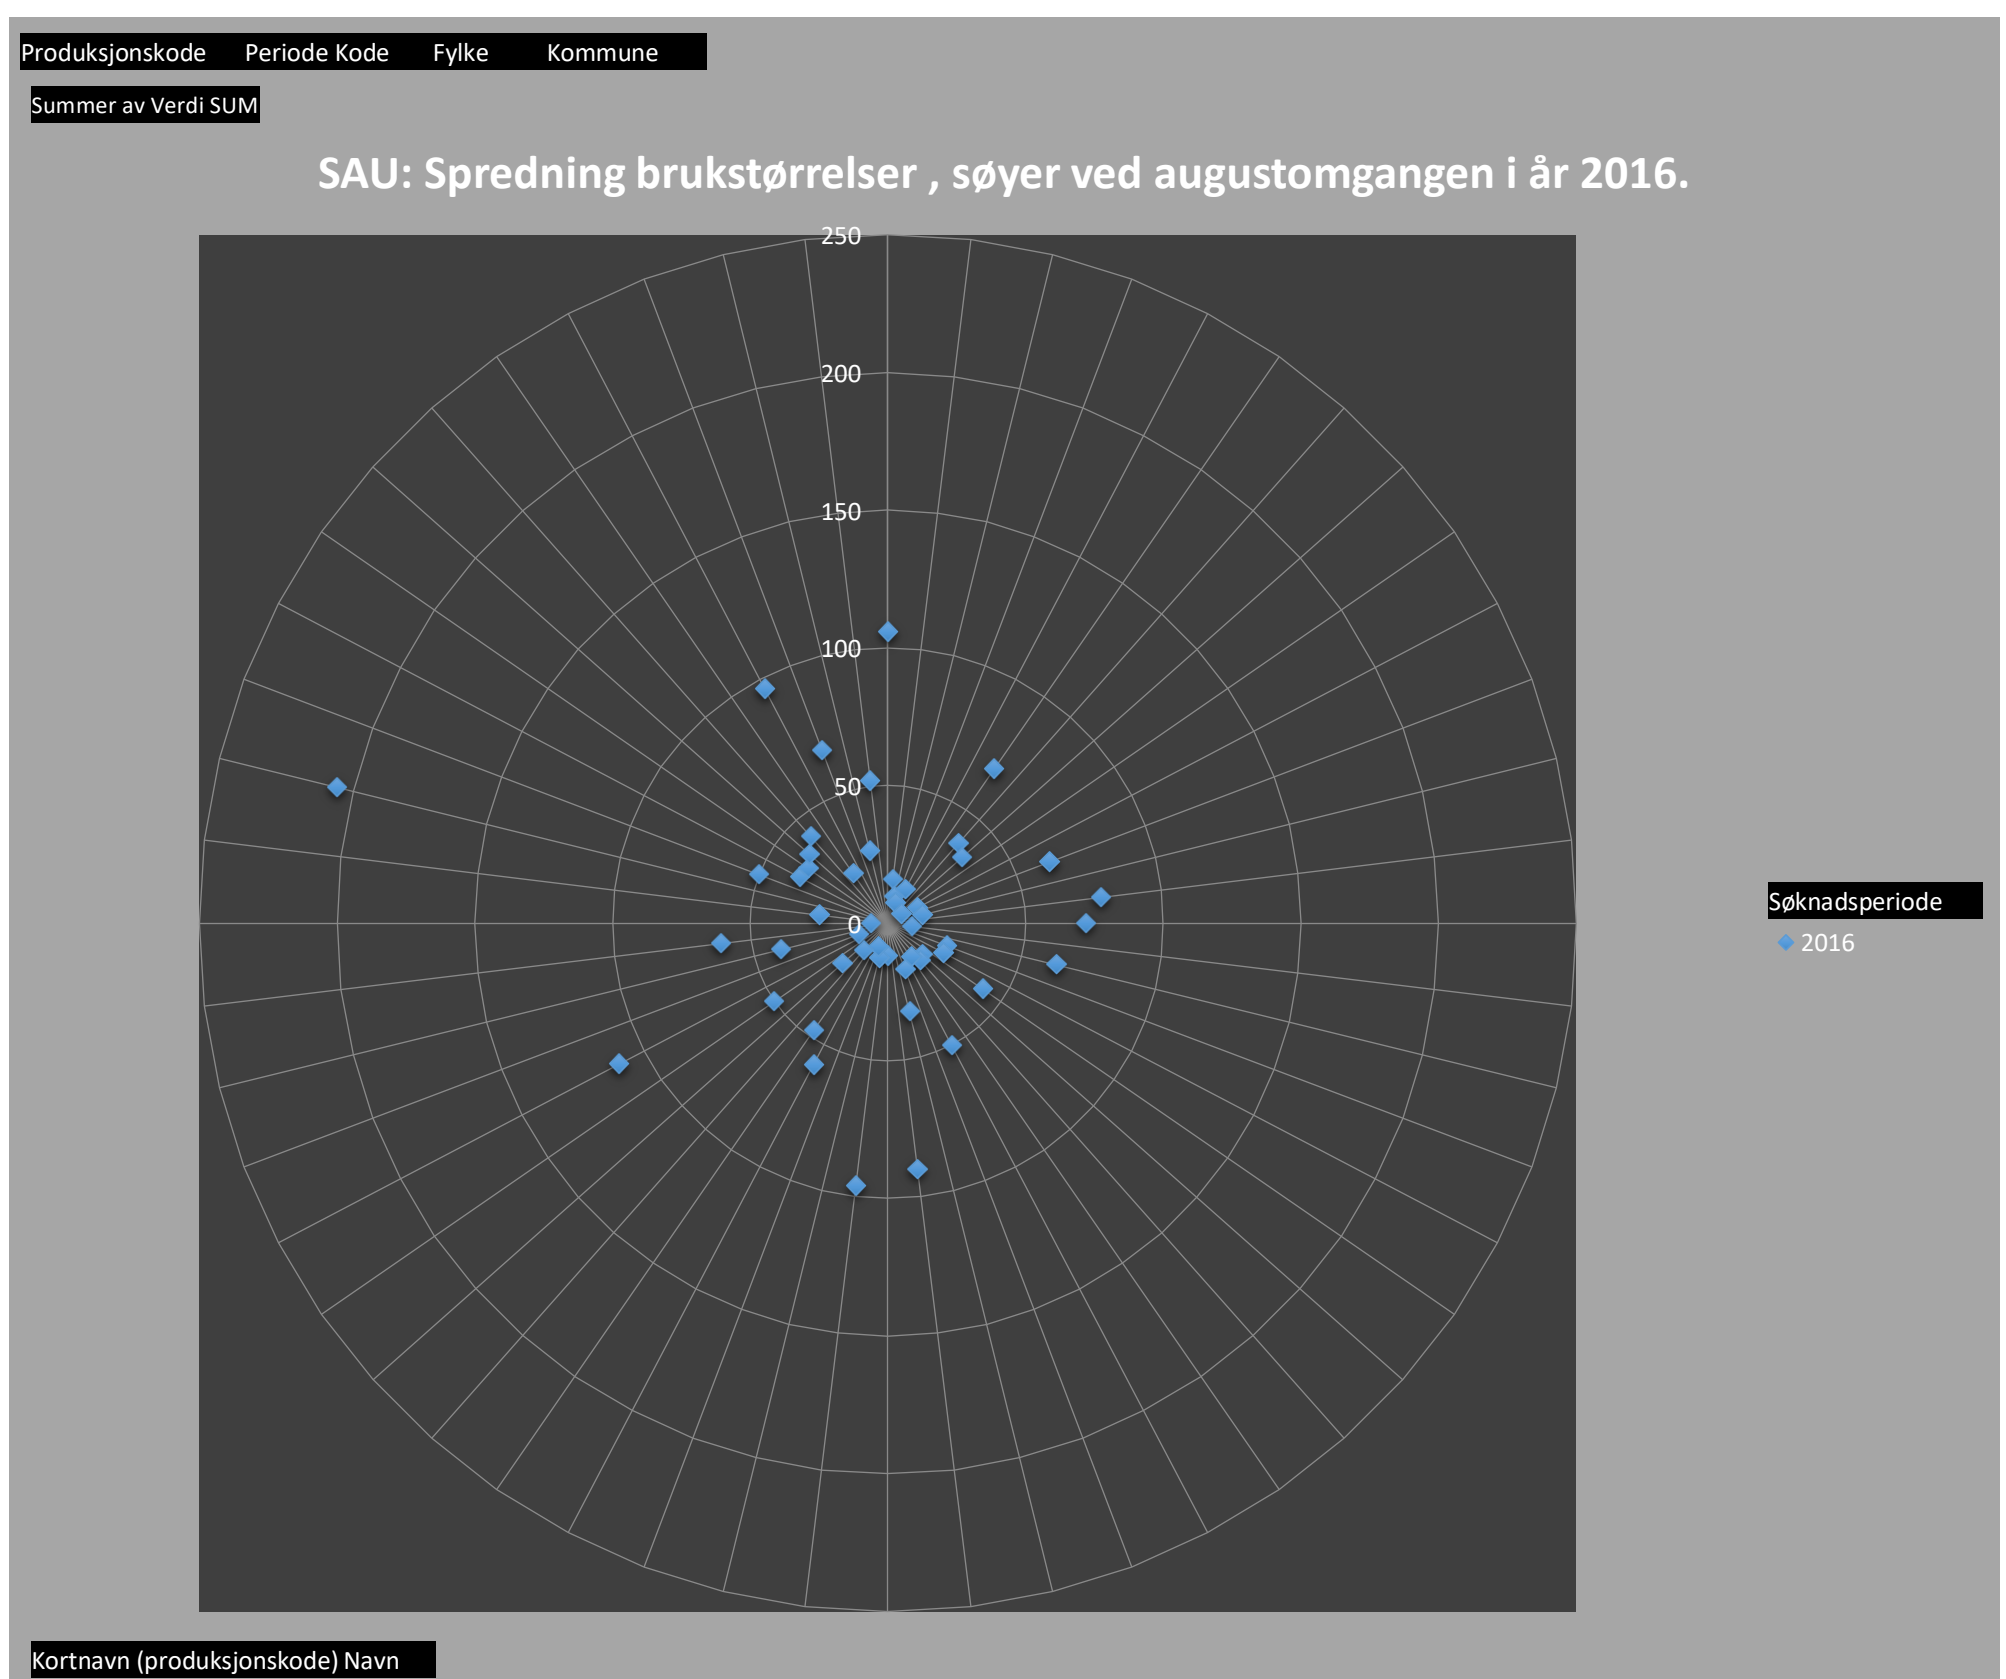 Produksjonskode Periode Kode Fylke Kommune
Summer av Verdi SUM
SAU: Spredning brukstørrelser , søyer ved augustomgangen i år 2016.
250
200
150
100
50
0
Søknadsperiode
2016
Kortnavn (produksjonskode) Navn